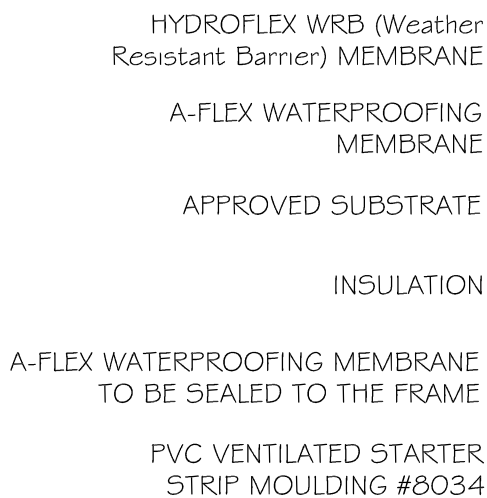 HYDROFLEX WRB (Weather
Resistant Barrier) MEMBRANE
A-FLEX WATERPROOFING
MEMBRANE
APPROVED SUBSTRATE
INSULATION
A-FLEX WATERPROOFING MEMBRANE
TO BE SEALED TO THE FRAME
PVC VENTILATED STARTER
STRIP MOULDING #8034